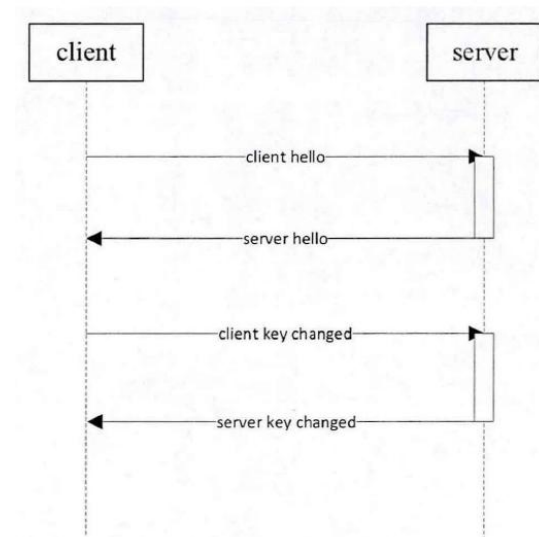 client
server
client hello
server hello
client key changed
server key changed